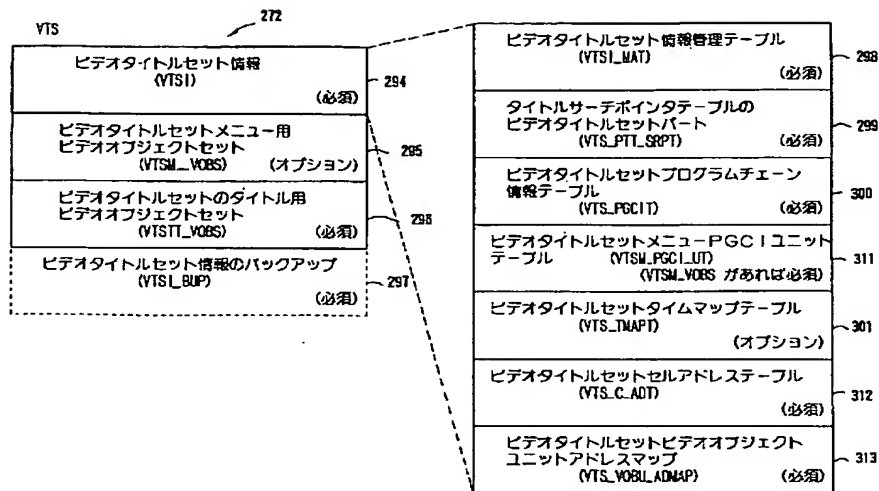 272
VTS
ビデオタイトルセット情報
(VTSI)
(必須)
294
ビデオタイトルセットメニュー用
ビデオオブジェクトセット
(VTSM_VOBS) (オプション)
295
ビデオタイトルセットのタイトル用
ビデオオブジェクトセット
(VTSTT_VOBS) (必須)
296
ビデオタイトルセット情報のバックアップ
(VTSI_BUP)
(必須)
297
ビデオタイトルセット情報管理テーブル
(VTSI_MAT)
(必須)
298
タイトルサーチポインタテーブルの
ビデオタイトルセットパート
(VTS_PTT_SRPT) (必須)
299
ビデオタイトルセットプログラムチェーン
情報テーブル
(VTS_PGCIT) (必須)
300
ビデオタイトルセットメニューPGCIユニット
テーブル (VTSM_PGCI_UT)
(VTSM_VOBS があれば必須)
311
ビデオタイトルセットタイムマップテーブル
(VTS_TMAPT)
(オプション)
301
ビデオタイトルセットセルアドレステーブル
(VTS_C_ADT)
(必須)
312
ビデオタイトルセットビデオオブジェクト
ユニットアドレスマップ
(VTS_VOBU_ADMAP) (必須)
313